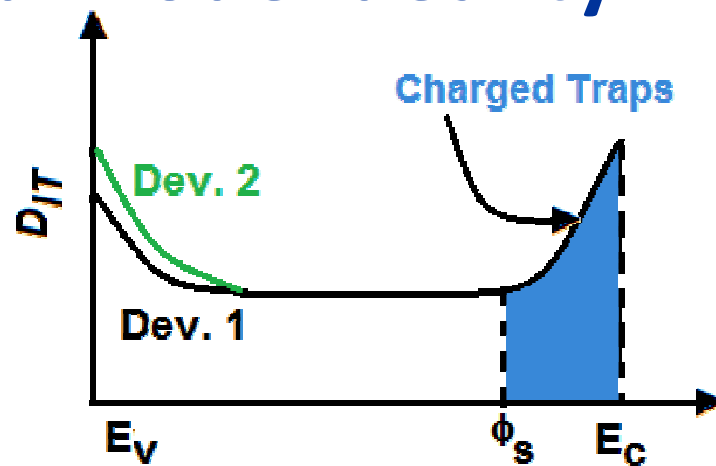 Charged Traps
Dev. 2
D_IT
Dev. 1
E_V
ϕ_S
E_C